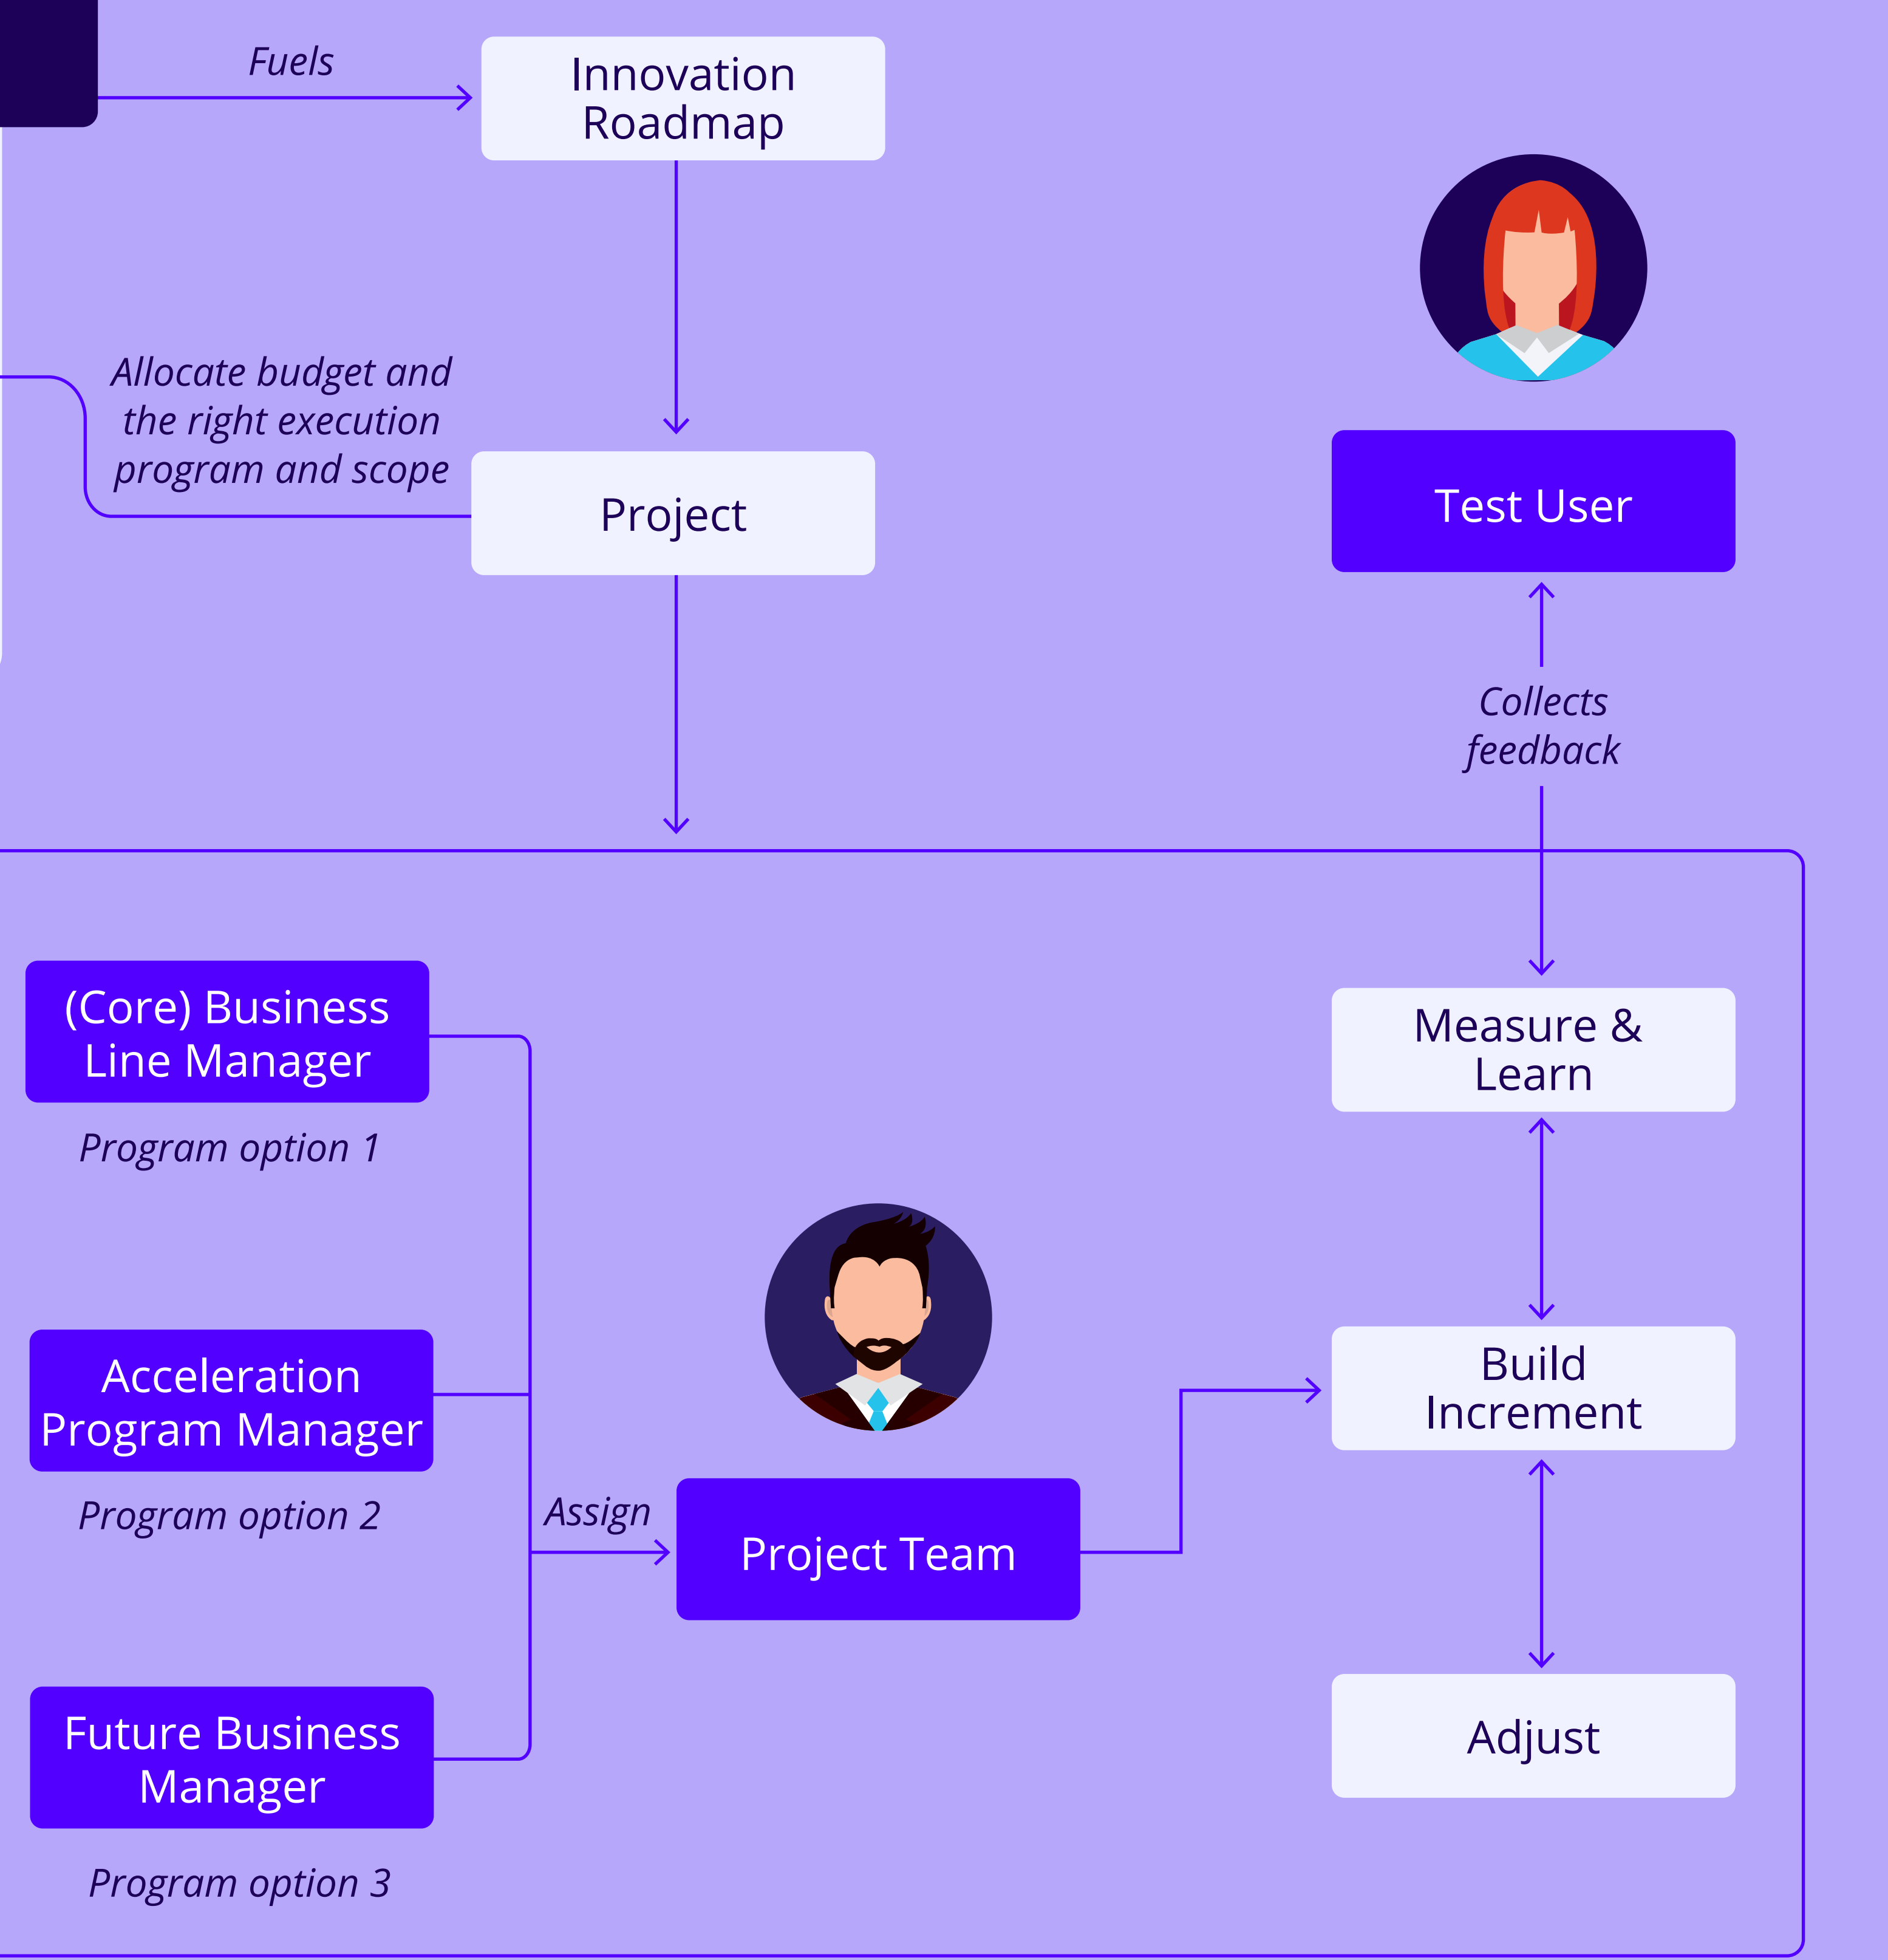 Fuels
Innovation
Roadmap
Allocate budget and
the right execution
program and scope
Project
Test User
Collects
feedback
(Core) Business
Line Manager
Program option 1
Measure &
Learn
Acceleration
Program Manager
Program option 2
Build
Increment
Assign
Project Team
Future Business
Manager
Program option 3
Adjust